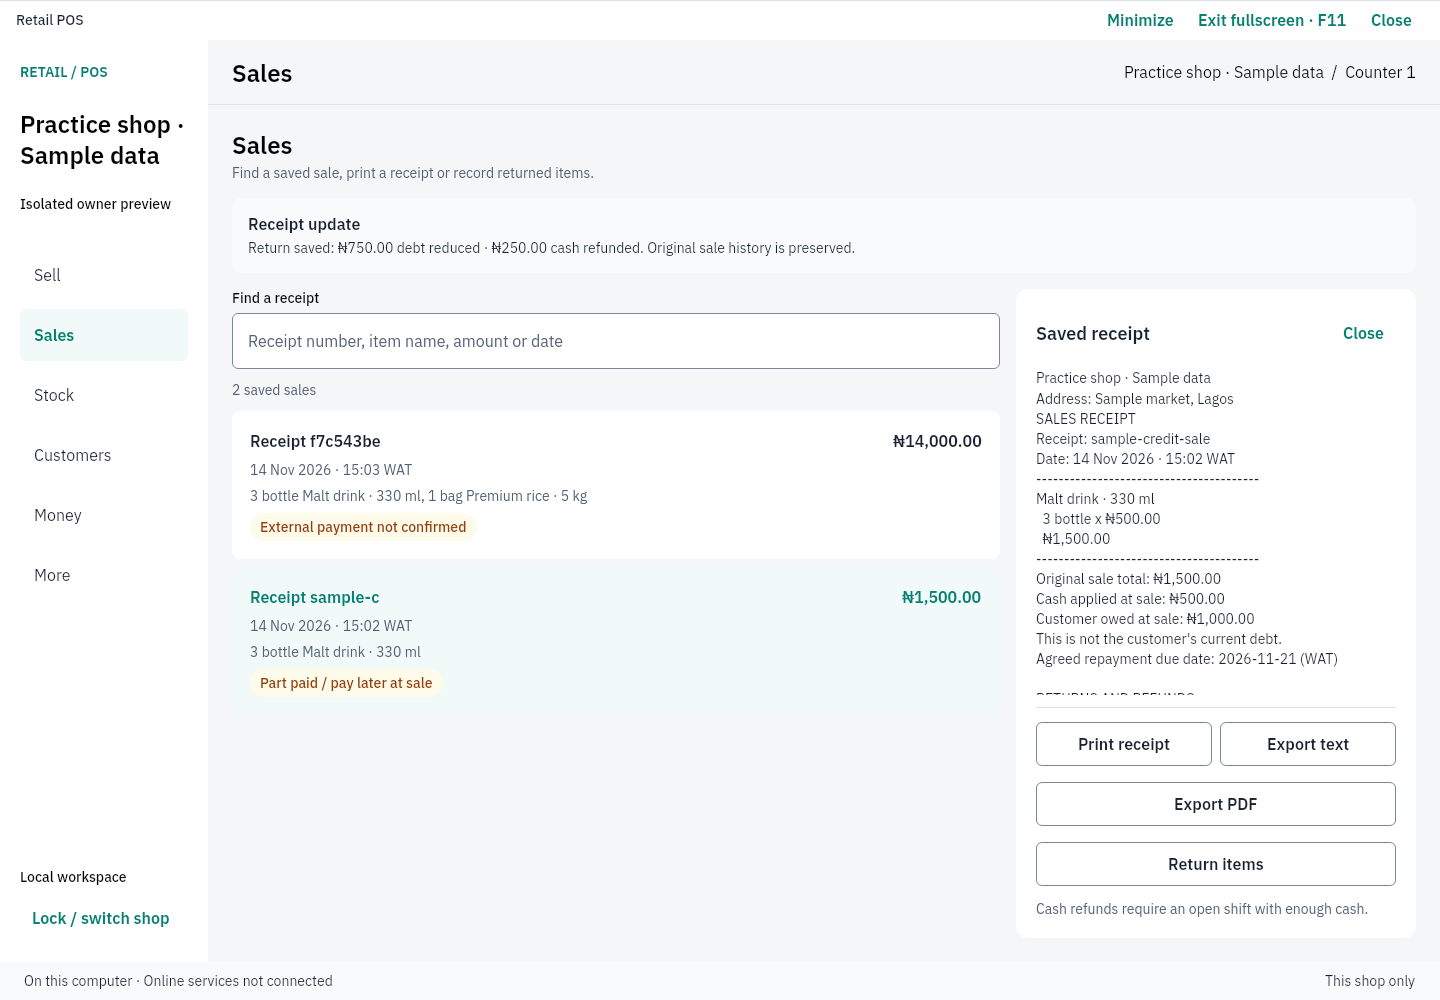 Retail POS
Minimize
Exit fullscreen · F11
Close
RETAIL / POS
Practice shop ·
Sample data
Isolated owner preview
Sell
Sales
Stock
Customers
Money
More
Local workspace
Lock / switch shop
Sales
Practice shop · Sample data / Counter 1
Sales
Find a saved sale, print a receipt or record returned items.
Receipt update
Return saved: ₦750.00 debt reduced · ₦250.00 cash refunded. Original sale history is preserved.
Find a receipt
Receipt number, item name, amount or date
2 saved sales
Receipt f7c543be
₦14,000.00
14 Nov 2026 · 15:03 WAT
3 bottle Malt drink · 330 ml, 1 bag Premium rice · 5 kg
External payment not confirmed
Receipt sample-c
₦1,500.00
14 Nov 2026 · 15:02 WAT
3 bottle Malt drink · 330 ml
Part paid / pay later at sale
Saved receipt
Close
Practice shop · Sample data
Address: Sample market, Lagos
SALES RECEIPT
Receipt: sample-credit-sale
Date: 14 Nov 2026 · 15:02 WAT
----------------------------------------
Malt drink · 330 ml
3 bottle x ₦500.00
₦1,500.00
----------------------------------------
Original sale total: ₦1,500.00
Cash applied at sale: ₦500.00
Customer owed at sale: ₦1,000.00
This is not the customer's current debt.
Agreed repayment due date: 2026-11-21 (WAT)
RETURNS AND REFUNDS
Print receipt
Export text
Export PDF
Return items
Cash refunds require an open shift with enough cash.
On this computer · Online services not connected
This shop only